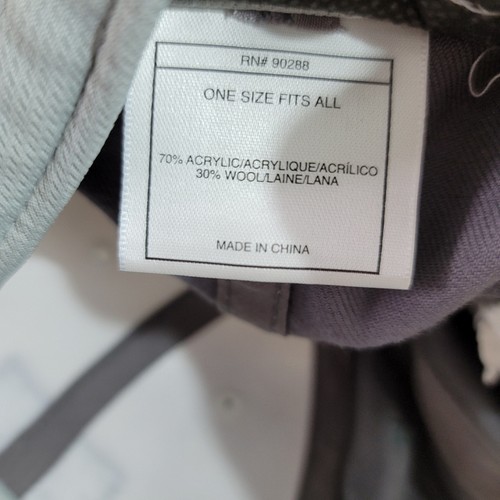 RN# 90288
ONE SIZE FITS ALL
70% ACRYLIC/ACRYLIQUE/ACRÍLICO
30% WOOL/LAINE/LANA
MADE IN CHINA